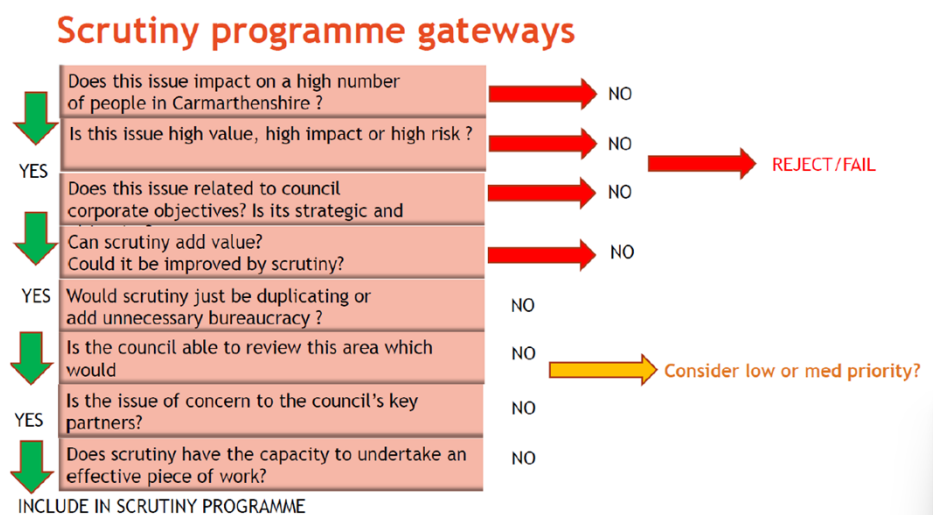 Scrutiny programme gateways
Does this issue impact on a high number
of people in Carmarthenshire ?
NO
Is this issue high value, high impact or high risk ?
NO
YES
REJECT/FAIL
Does this issue related to council
corporate objectives? Is its strategic and
NO
Can scrutiny add value?
Could it be improved by scrutiny?
NO
YES
Would scrutiny just be duplicating or
add unnecessary bureaucracy ?
NO
Is the council able to review this area which
would
NO
Consider low or med priority?
Is the issue of concern to the council's key
partners?
NO
YES
Does scrutiny have the capacity to undertake an
effective piece of work?
NO
INCLUDE IN SCRUTINY PROGRAMME